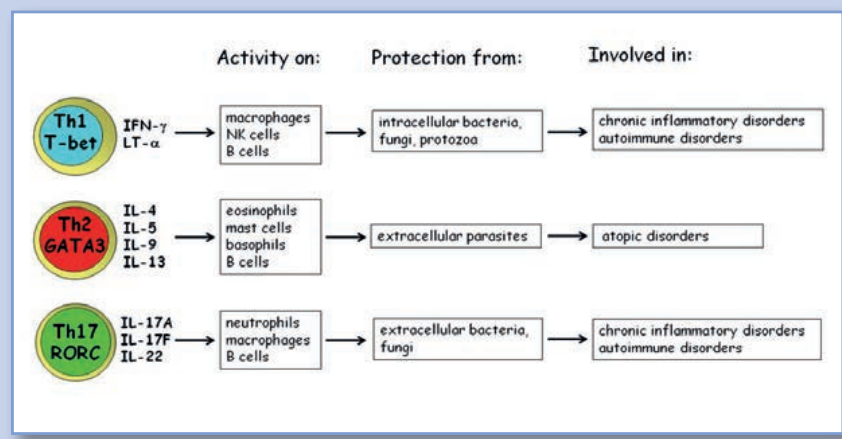 Activity on: Protection from: Involved in:
Th1
T-bet
IFN-γ
LT-α
macrophages
NK cells
B cells
intracellular bacteria,
fungi, protozoa
chronic inflammatory disorders
autoimmune disorders
Th2
GATA3
IL-4
IL-5
IL-9
IL-13
eosinophils
mast cells
basophils
B cells
extracellular parasites
atopic disorders
Th17
RORC
IL-17A
IL-17F
IL-22
neutrophils
macrophages
B cells
extracellular bacteria,
fungi
chronic inflammatory disorders
autoimmune disorders